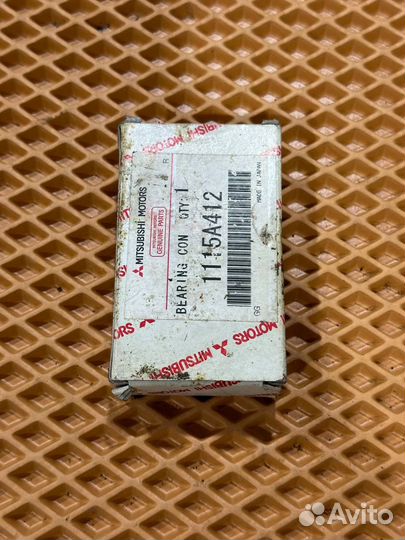 MITSUBISHI MOTORS
MITSUBISHI MOTORS
GENUINE PARTS
R
BEARING CON QTY: 1
1115A412
MADE IN JAPAN
MITSUBISHI MOTORS
Avito